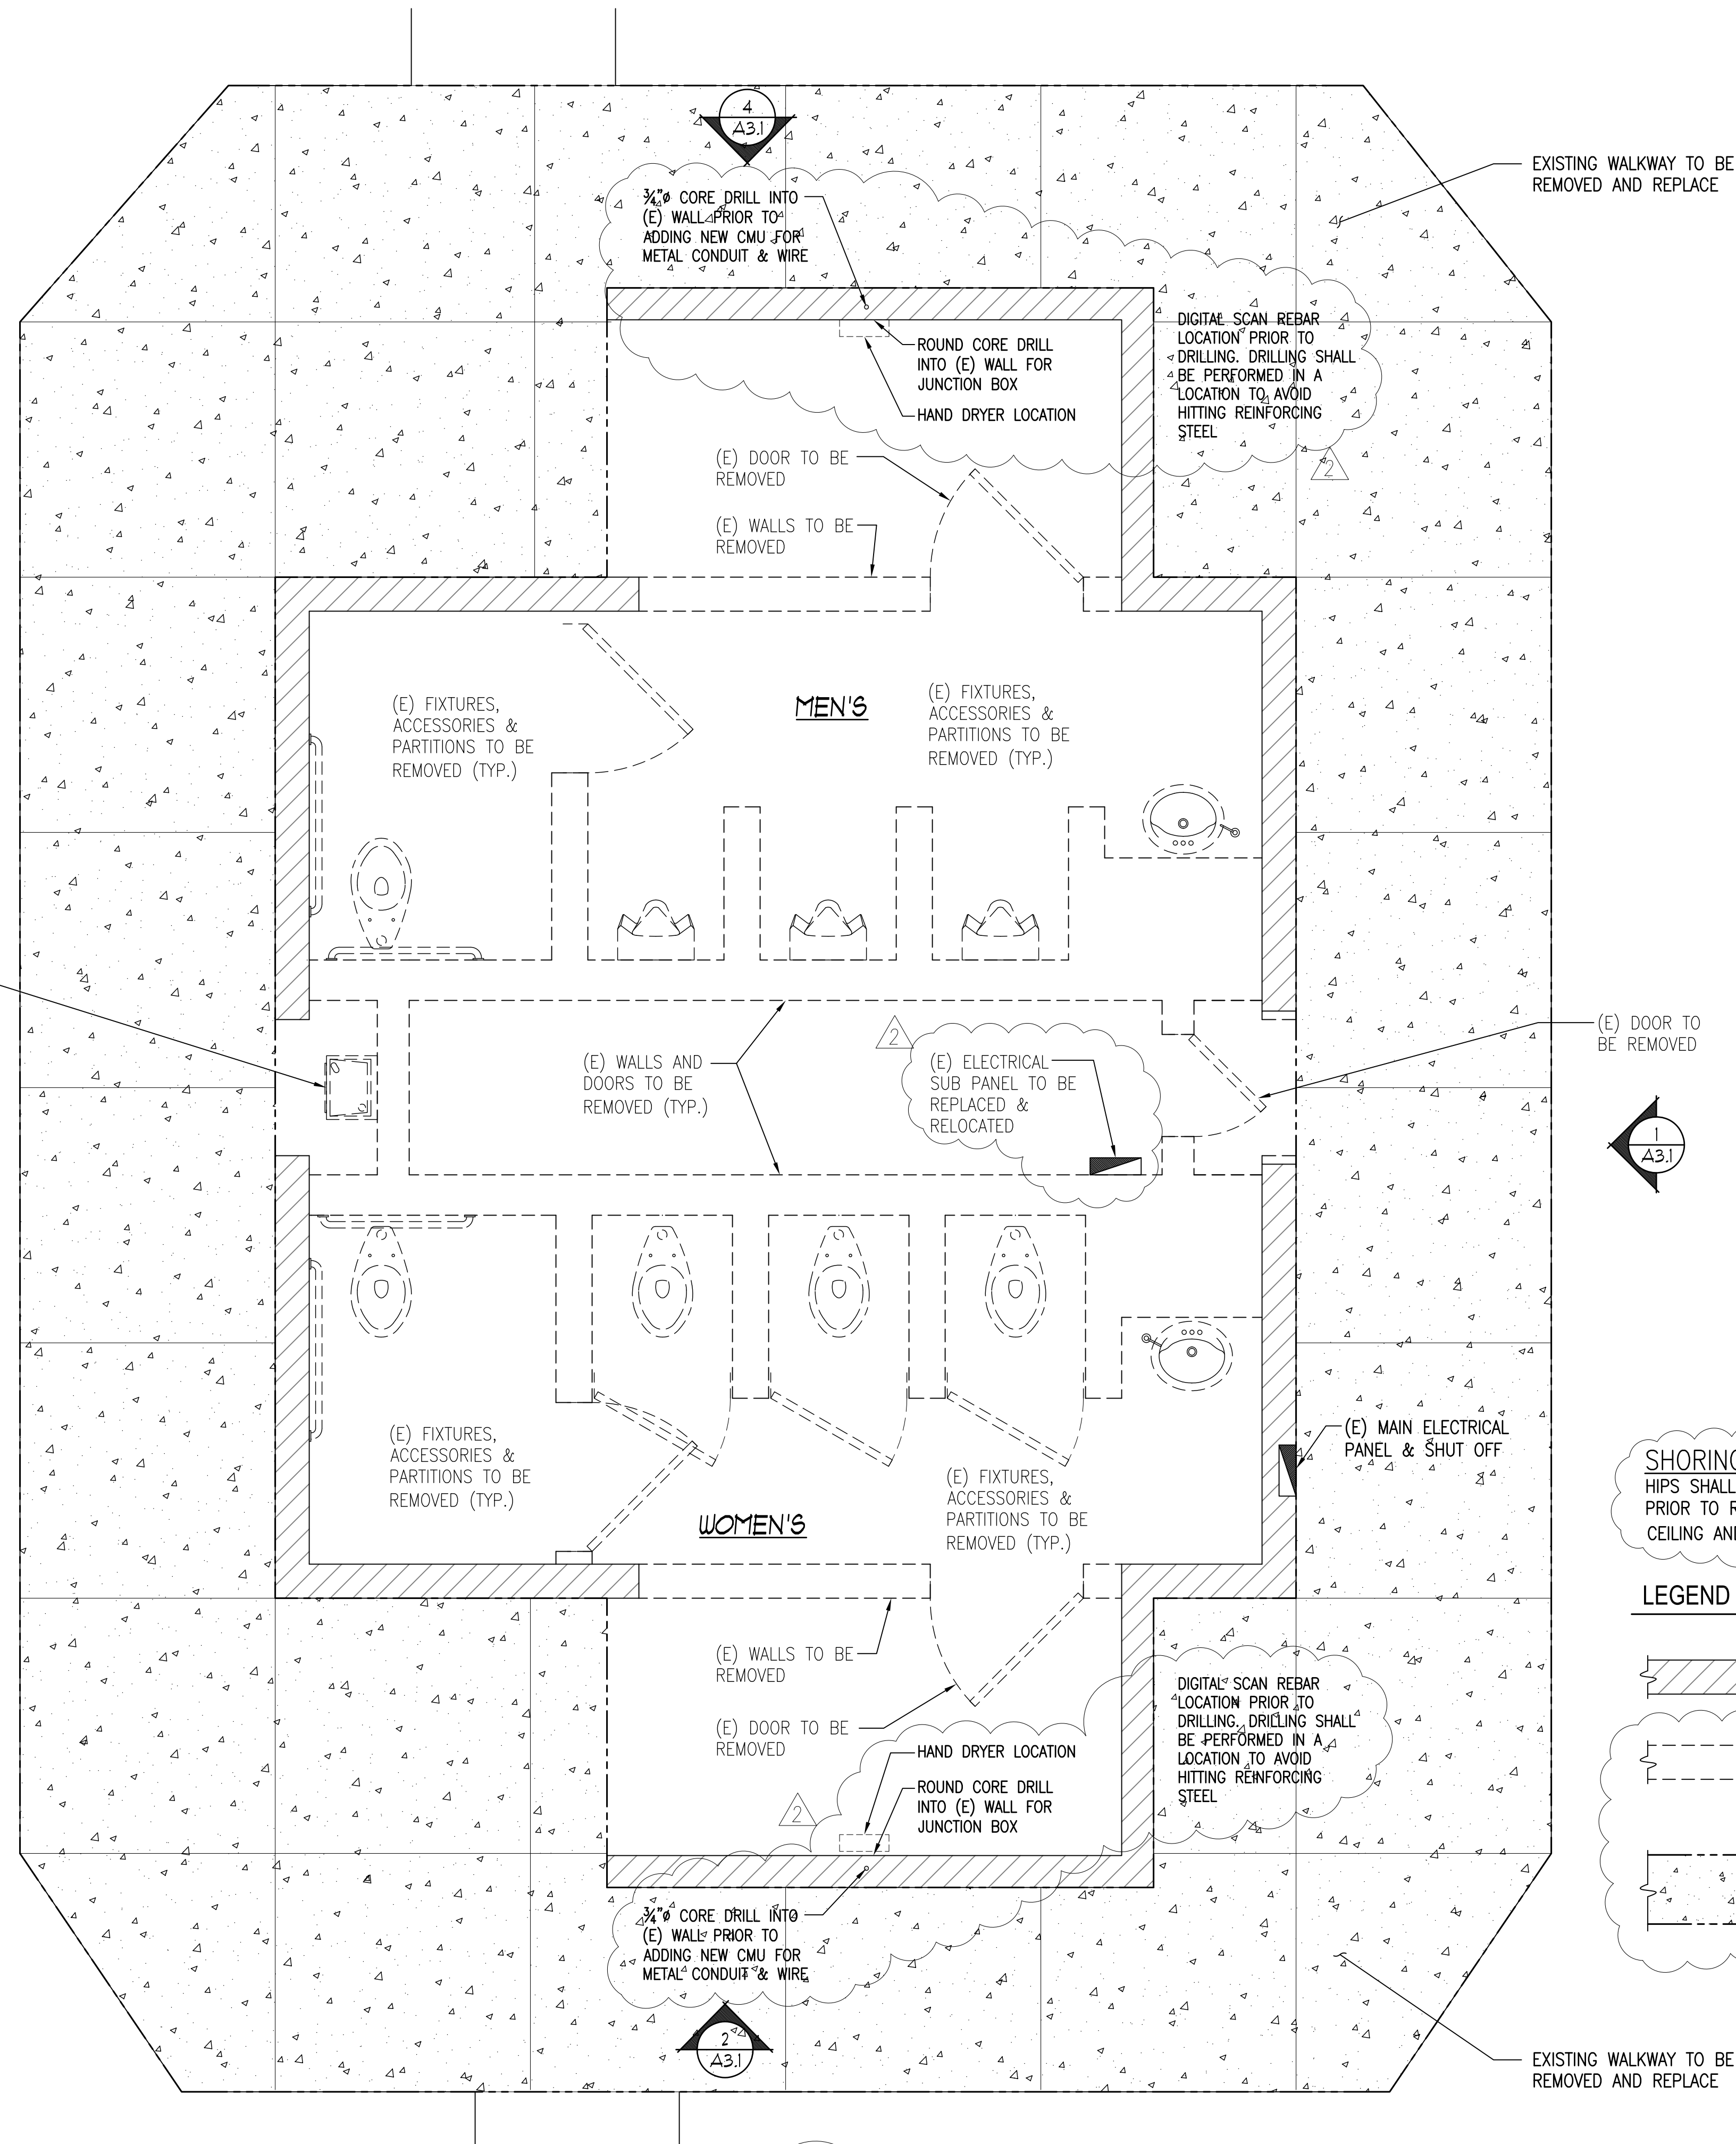 4
A3.1
¾"ø CORE DRILL INTO
(E) WALL PRIOR TO
ADDING NEW CMU FOR
METAL CONDUIT & WIRE
EXISTING WALKWAY TO BE
REMOVED AND REPLACE
ROUND CORE DRILL
INTO (E) WALL FOR
JUNCTION BOX
HAND DRYER LOCATION
DIGITAL SCAN REBAR
LOCATION PRIOR TO
DRILLING. DRILLING SHALL
BE PERFORMED IN A
LOCATION TO AVOID
HITTING REINFORCING
STEEL
2
(E) DOOR TO BE
REMOVED
(E) WALLS TO BE
REMOVED
(E) FIXTURES,
ACCESSORIES &
PARTITIONS TO BE
REMOVED (TYP.)
MEN'S
(E) FIXTURES,
ACCESSORIES &
PARTITIONS TO BE
REMOVED (TYP.)
(E) WALLS AND
DOORS TO BE
REMOVED (TYP.)
2
(E) ELECTRICAL
SUB PANEL TO BE
REPLACED &
RELOCATED
(E) DOOR TO
BE REMOVED
1
A3.1
(E) FIXTURES,
ACCESSORIES &
PARTITIONS TO BE
REMOVED (TYP.)
WOMEN'S
(E) FIXTURES,
ACCESSORIES &
PARTITIONS TO BE
REMOVED (TYP.)
(E) MAIN ELECTRICAL
PANEL & SHUT OFF
SHORING
HIPS SHALL
PRIOR TO R
CEILING AN
LEGEND
(E) WALLS TO BE
REMOVED
(E) DOOR TO BE
REMOVED
HAND DRYER LOCATION
ROUND CORE DRILL
INTO (E) WALL FOR
JUNCTION BOX
2
DIGITAL SCAN REBAR
LOCATION PRIOR TO
DRILLING. DRILLING SHALL
BE PERFORMED IN A
LOCATION TO AVOID
HITTING REINFORCING
STEEL
¾"ø CORE DRILL INTO
(E) WALL PRIOR TO
ADDING NEW CMU FOR
METAL CONDUIT & WIRE
2
A3.1
EXISTING WALKWAY TO BE
REMOVED AND REPLACE